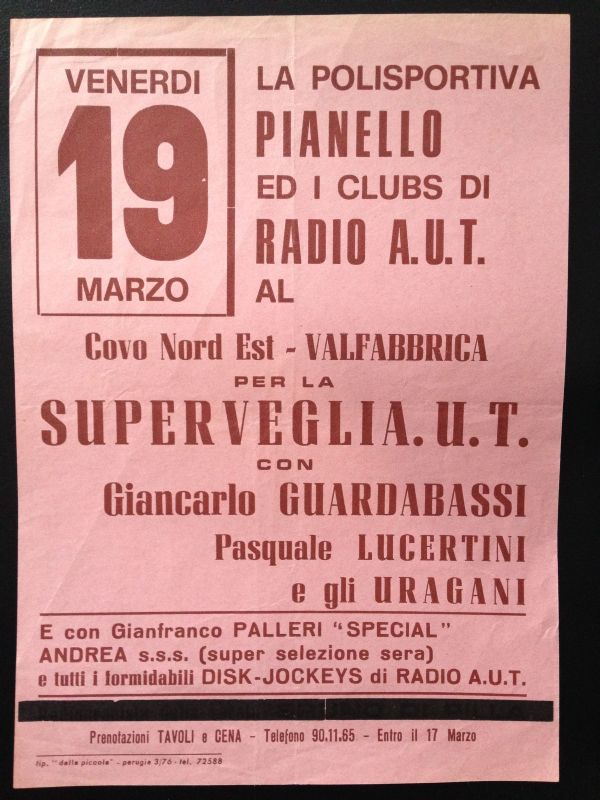 VENERDI
19
MARZO
LA POLISPORTIVA
PIANELLO
ED I CLUBS DI
RADIO A.U.T.
AL
Covo Nord Est - VALFABBRICA
PER LA
SUPERVEGLIA.U.T.
CON
Giancarlo GUARDABASSI
Pasquale LUCERTINI
e gli URAGANI
E con Gianfranco PALLERI "SPECIAL"
ANDREA s.s.s. (super selezione sera)
e tutti i formidabili DISK-JOCKEYS di RADIO A.U.T.
Prenotazioni TAVOLI e CENA - Telefono 90.11.65 - Entro il 17 Marzo
tip. "dalla piccola" - perugia 3/76 - tel. 72588